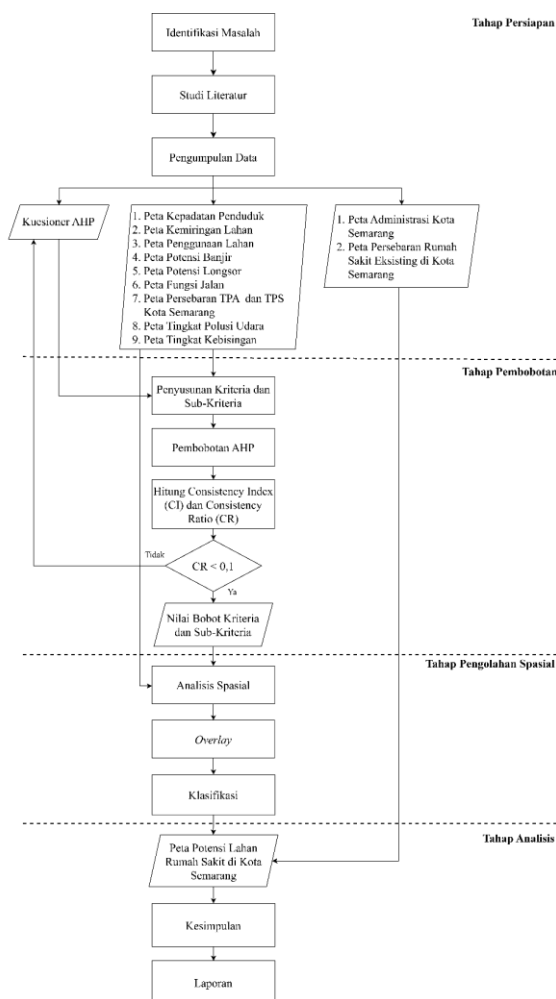 Tahap Persiapan
Identifikasi Masalah
Studi Literatur
Pengumpulan Data
Kuesioner AHP
1. Peta Kepadatan Penduduk
2. Peta Kemiringan Lahan
3. Peta Penggunaan Lahan
4. Peta Potensi Banjir
5. Peta Potensi Longsor
6. Peta Fungsi Jalan
7. Peta Persebaran TPA dan TPS
Kota Semarang
8. Peta Tingkat Polusi Udara
9. Peta Tingkat Kebisingan
1. Peta Administrasi Kota
Semarang
2. Peta Persebaran Rumah
Sakit Eksisting di Kota
Semarang
Tahap Pembobotan
Penyusunan Kriteria dan
Sub-Kriteria
Pembobotan AHP
Hitung Consistency Index
(CI) dan Consistency
Ratio (CR)
Tidak
CR < 0,1
Ya
Nilai Bobot Kriteria
dan Sub-Kriteria
Tahap Pengolahan Spasial
Analisis Spasial
Overlay
Klasifikasi
Tahap Analisis
Peta Potensi Lahan
Rumah Sakit di Kota
Semarang
Kesimpulan
Laporan